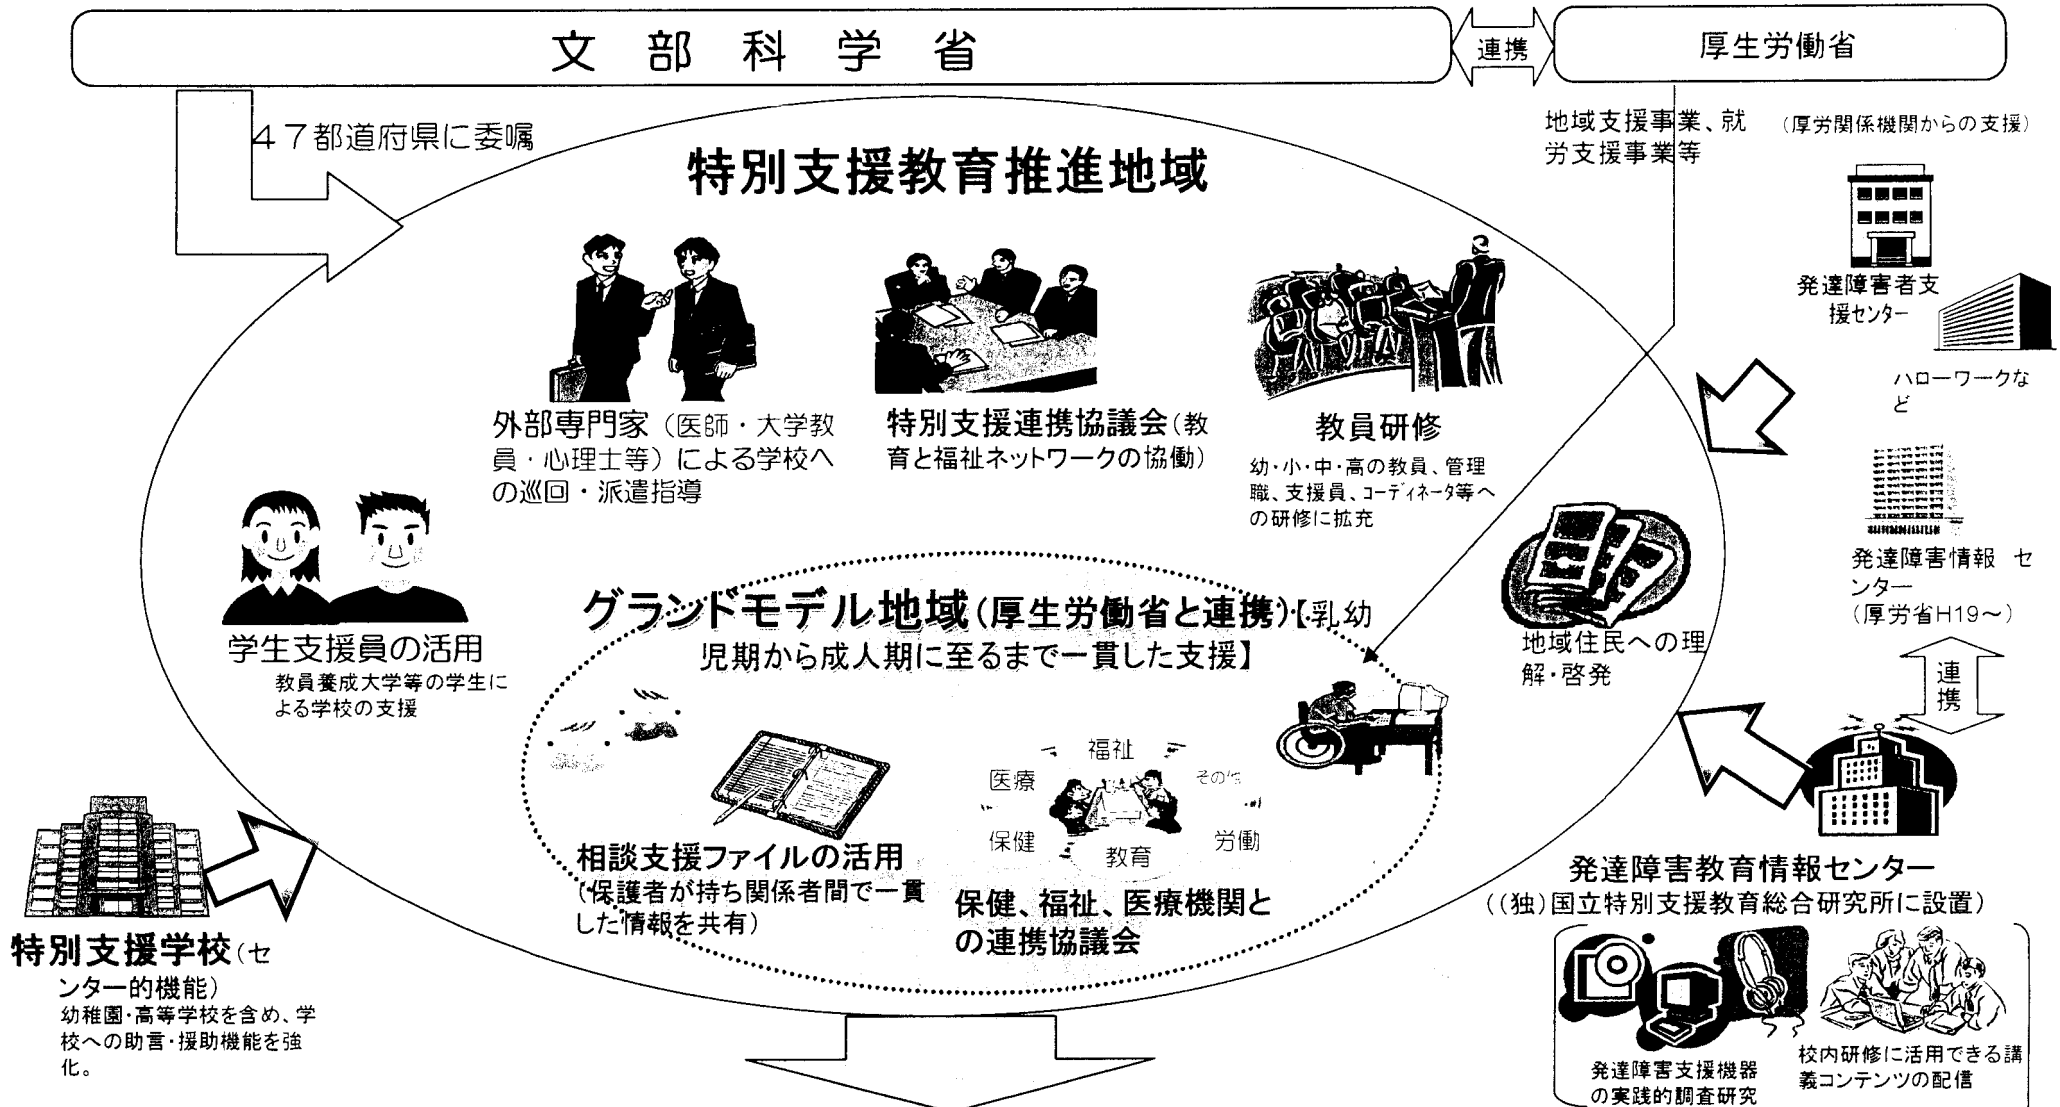 文部科学省
連携
厚生労働省
47都道府県に委嘱
特別支援教育推進地域
地域支援事業、就
労支援事業等
(厚労関係機関からの支援)
発達障害者支
援センター
ハローワークな
ど
発達障害情報 セ
ンター
(厚労省H19~)
連
携
外部専門家(医師・大学教
員・心理士等)による学校へ
の巡回・派遣指導
特別支援連携協議会(教
育と福祉ネットワークの協働)
教員研修
幼・小・中・高の教員、管理
職、支援員、コーディネータ等へ
の研修に拡充
学生支援員の活用
教員養成大学等の学生に
よる学校の支援
地域住民への理
解・啓発
グランドモデル地域(厚生労働省と連携)【乳幼
児期から成人期に至るまで一貫した支援】
相談支援ファイルの活用
(保護者が持ち関係者間で一貫
した情報を共有)
福祉
医療
その他
保健
教育
労働
保健、福祉、医療機関と
の連携協議会
特別支援学校(セ
ンター的機能)
幼稚園・高等学校を含め、学
校への助言・援助機能を強
化。
発達障害教育情報センター
((独)国立特別支援教育総合研究所に設置)
発達障害支援機器
の実践的調査研究
校内研修に活用できる講
義コンテンツの配信